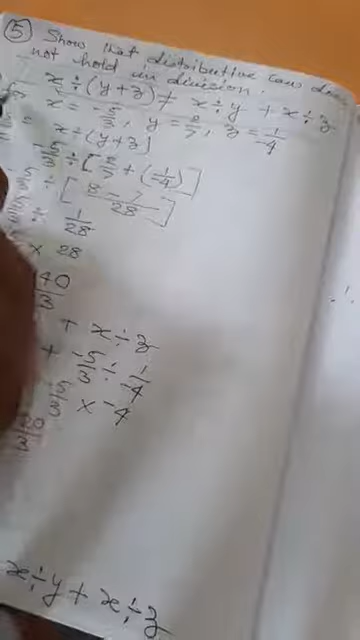 (5) Show that distributive law does
not hold in division.
x ÷ (y + z) ≠ x ÷ y + x ÷ z
x = -5/3, y = 2/7, z = 1/-4
x ÷ (y + z)
-5/3 ÷ [2/7 + (-1/4)]
÷ [8 - 7 / 28]
÷ 1/28
× 28
40/3
+ x ÷ z
+ -5/3 ÷ 1/-4
× -4
x ÷ y + x ÷ z